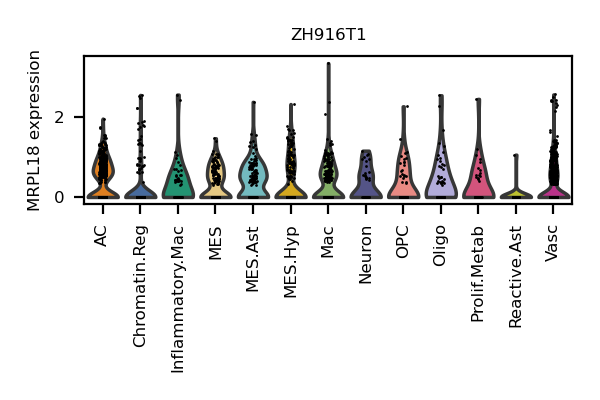 ZH916T1
MRPL18 expression
2
0
AC
Chromatin.Reg
Inflammatory.Mac
MES
MES.Ast
MES.Hyp
Mac
Neuron
OPC
Oligo
Prolif.Metab
Reactive.Ast
Vasc